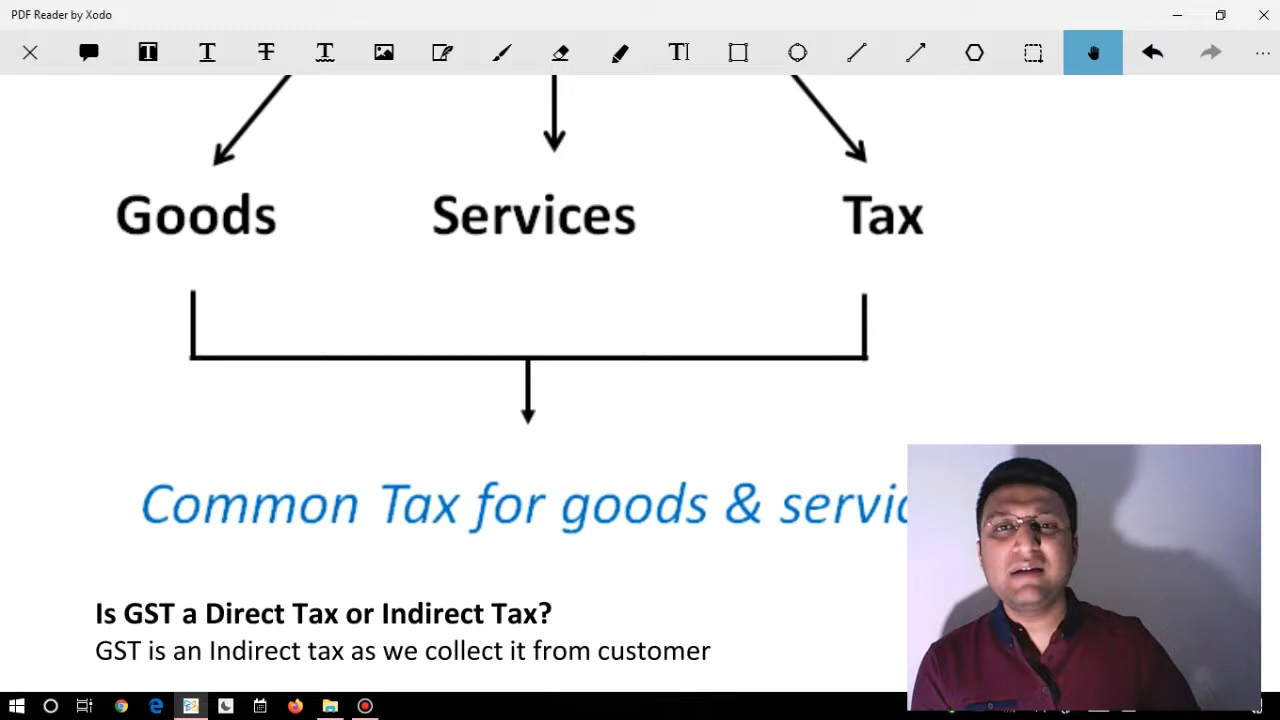 PDF Reader by Xodo
Goods Services Tax
Common Tax for goods &
Is GST a Direct Tax or Indirect Tax?
GST is an Indirect tax as we collect it from customer